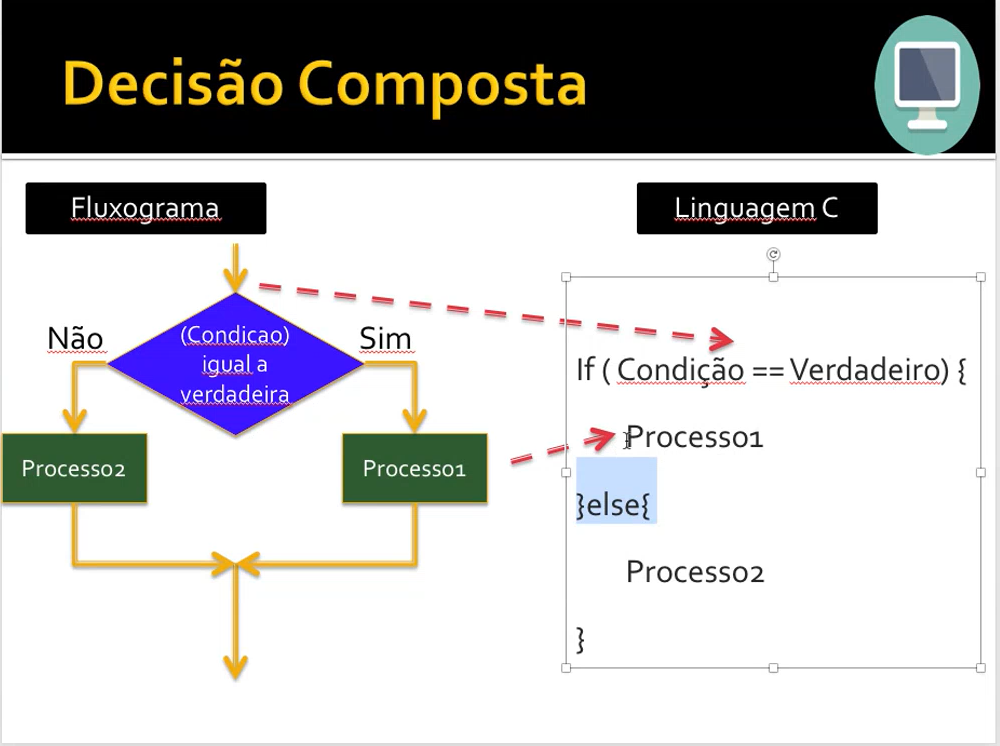 Decisão Composta
Fluxograma
Linguagem C
Não
(Condicao)
igual a
verdadeira
Sim
Processo2
Processo1
If ( Condição == Verdadeiro) {
Processo1
}else{
Processo2
}